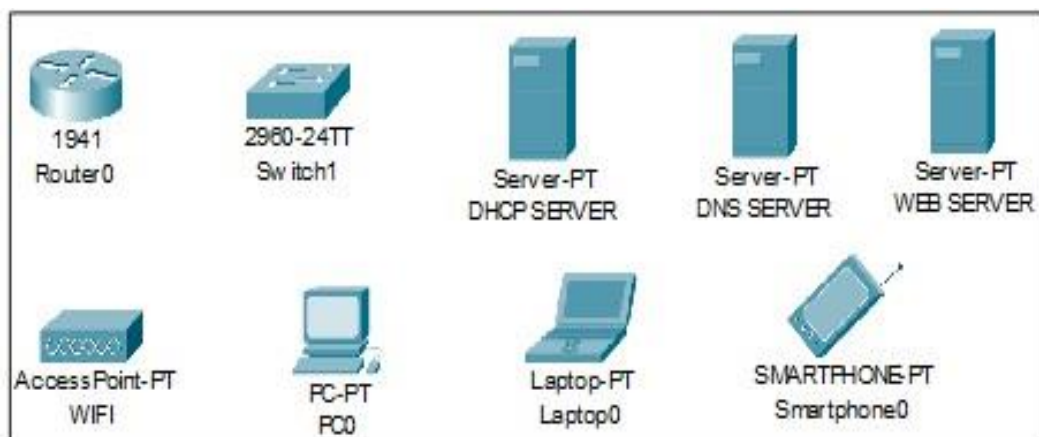 1941
Router0
2960-24TT
Switch1
Server-PT
DHCP SERVER
Server-PT
DNS SERVER
Server-PT
WEB SERVER
AccessPoint-PT
WIFI
PC-PT
PC0
Laptop-PT
Laptop0
SMARTPHONE-PT
Smartphone0